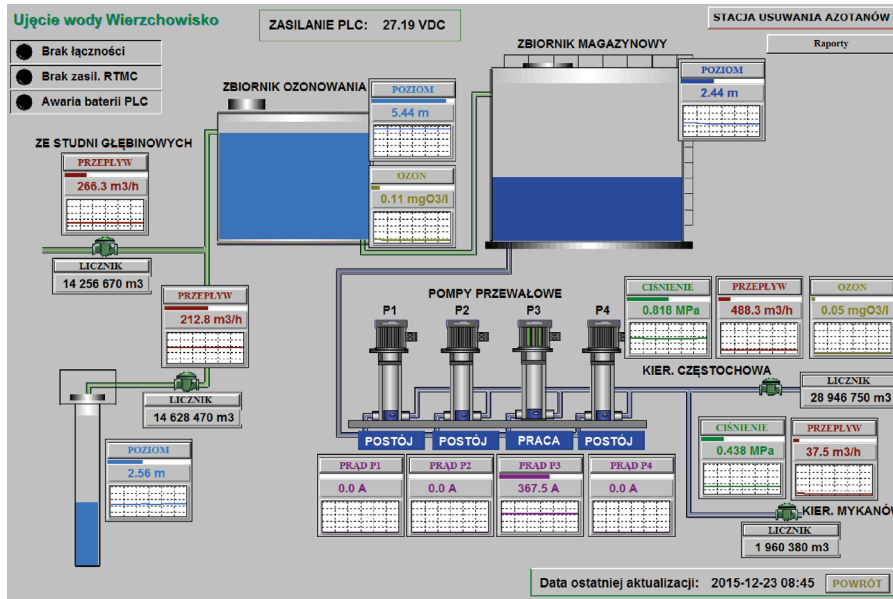 Ujęcie wody Wierzchowisko
ZASILANIE PLC: 27.19 VDC
STACJA USUWANIA AZOTANÓW
Raporty
Brak łączności
Brak zasil. RTMC
Awaria baterii PLC
ZBIORNIK OZONOWANIA
POZIOM
5.44 m
OZON
0.11 mgO3/l
ZBIORNIK MAGAZYNOWY
POZIOM
2.44 m
ZE STUDNI GŁĘBINOWYCH
PRZEPŁYW
266.3 m3/h
LICZNIK
14 256 670 m3
PRZEPŁYW
212.8 m3/h
LICZNIK
14 628 470 m3
POZIOM
2.56 m
POMPY PRZEWAŁOWE
P1 P2 P3 P4
POSTÓJ POSTÓJ PRACA POSTÓJ
PRĄD P1 PRĄD P2 PRĄD P3 PRĄD P4
0.0 A 0.0 A 367.5 A 0.0 A
CIŚNIENIE PRZEPŁYW OZON
0.818 MPa 488.3 m3/h 0.05 mgO3/l
KIER. CZĘSTOCHOWA
LICZNIK
28 946 750 m3
CIŚNIENIE PRZEPŁYW
0.438 MPa 37.5 m3/h
KIER. MYKANÓW
LICZNIK
1 960 380 m3
Data ostatniej aktualizacji: 2015-12-23 08:45 POWRÓT